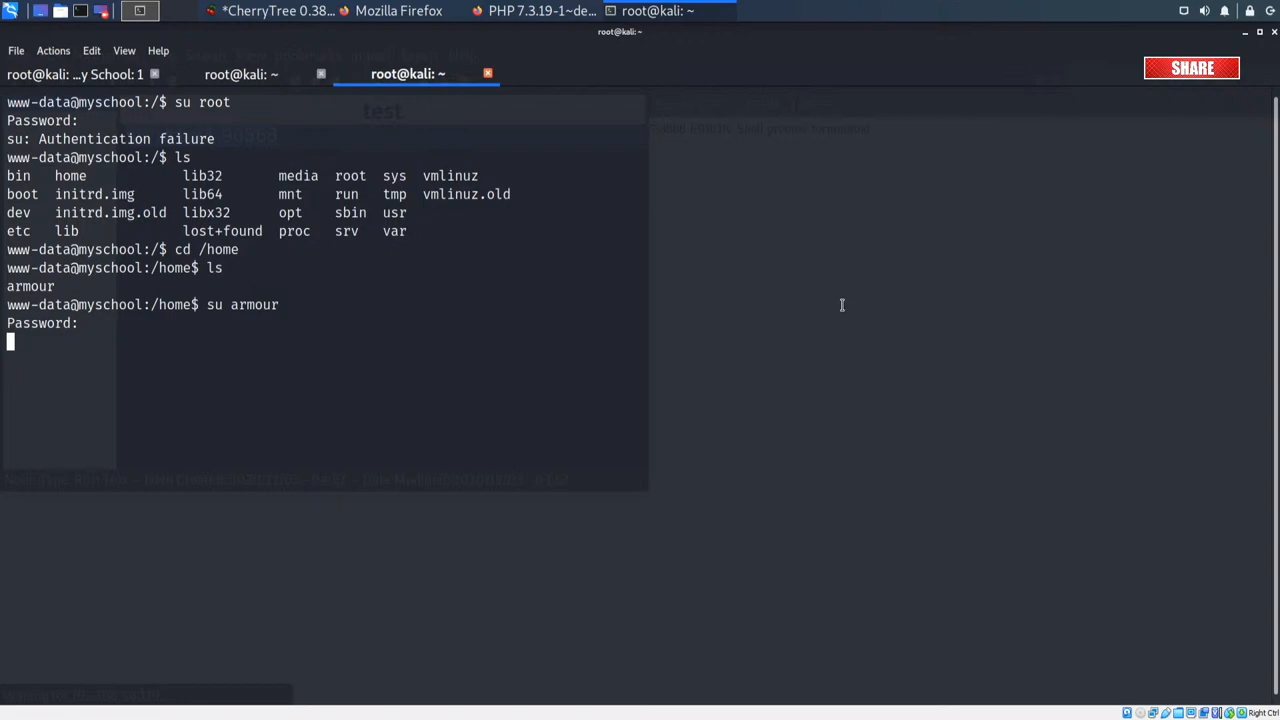 *CherryTree 0.38...
Mozilla Firefox
PHP 7.3.19-1~de...
root@kali: ~
root@kali: ~
File Actions Edit View Help
root@kali: ...y School: 1
root@kali: ~
root@kali: ~
SHARE
www-data@myschool:/$ su root
test
Password:
su: Authentication failure
www-data@myschool:/$ ls
bin home lib32 media root sys vmlinuz
boot initrd.img lib64 mnt run tmp vmlinuz.old
dev initrd.img.old libx32 opt sbin usr
etc lib lost+found proc srv var
www-data@myschool:/$ cd /home
www-data@myschool:/home$ ls
armour
www-data@myschool:/home$ su armour
Password:
Right Ctrl